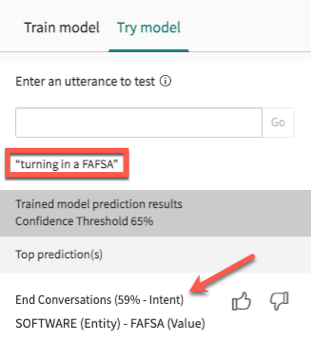 Train model Try model
Enter an utterance to test
Go
"turning in a FAFSA"
Trained model prediction results
Confidence Threshold 65%
Top prediction(s)
End Conversations (59% - Intent)
SOFTWARE (Entity) - FAFSA (Value)